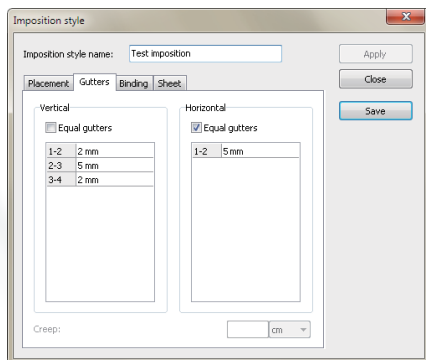 Imposition style
Imposition style name: Test imposition
Apply
Placement Gutters Binding Sheet
Close
Save
Vertical
Equal gutters
1-2 2 mm
2-3 5 mm
3-4 2 mm
Horizontal
Equal gutters
1-2 5 mm
Creep: cm